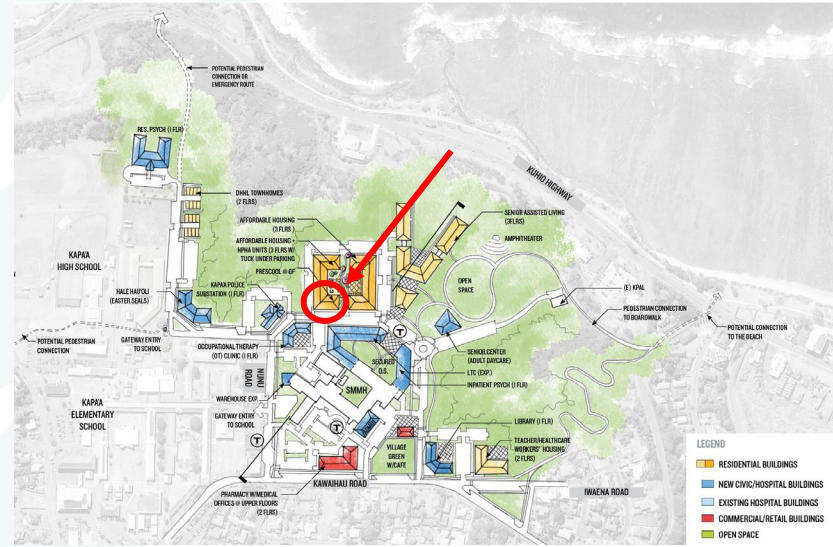 POTENTIAL PEDESTRIAN
CONNECTION OR
EMERGENCY ROUTE
RES. PSYCH (1 FLR)
KUHIO HIGHWAY
DHHL TOWNHOMES
(2 FLRS)
AFFORDABLE HOUSING
(3 FLRS)
AFFORDABLE HOUSING +
HPHA UNITS (3 FLRS W/
TUCK UNDER PARKING
PRESCOOL @ GF
SENIOR ASSISTED LIVING
(3FLRS)
AMPHITHEATER
KAPA'A
HIGH SCHOOL
HALE HAUOLI
(EASTER SEALS)
KAPA'A POLICE
SUBSTATION (1 FLR)
OPEN
SPACE
(E) KPAL
PEDESTRIAN CONNECTION
TO BOARDWALK
POTENTIAL CONNECTION
TO THE BEACH
POTENTIAL PEDESTRIAN
CONNECTION
GATEWAY ENTRY
TO SCHOOL
OCCUPATIONAL THERAPY
(OT) CLINIC (1 FLR)
NUNU
ROAD
T
SECURED
O.S.
SENIOR CENTER
(ADULT DAYCARE)
LTC (EXP.)
INPATIENT PSYCH (1 FLR)
SMMH
WAREHOUSE EXP.
GATEWAY ENTRY
TO SCHOOL
KAPA'A
ELEMENTARY
SCHOOL
T
T
LIBRARY (1 FLR)
VILLAGE
GREEN
W/CAFE
TEACHER/HEALTHCARE
WORKERS' HOUSING
(2 FLRS)
KAWAIHAU ROAD
IWAENA ROAD
PHARMACY W/MEDICAL
OFFICES @ UPPER FLOORS
(2 FLRS)
LEGEND
RESIDENTIAL BUILDINGS
NEW CIVIC/HOSPITAL BUILDINGS
EXISTING HOSPITAL BUILDINGS
COMMERCIAL/RETAIL BUILDINGS
OPEN SPACE